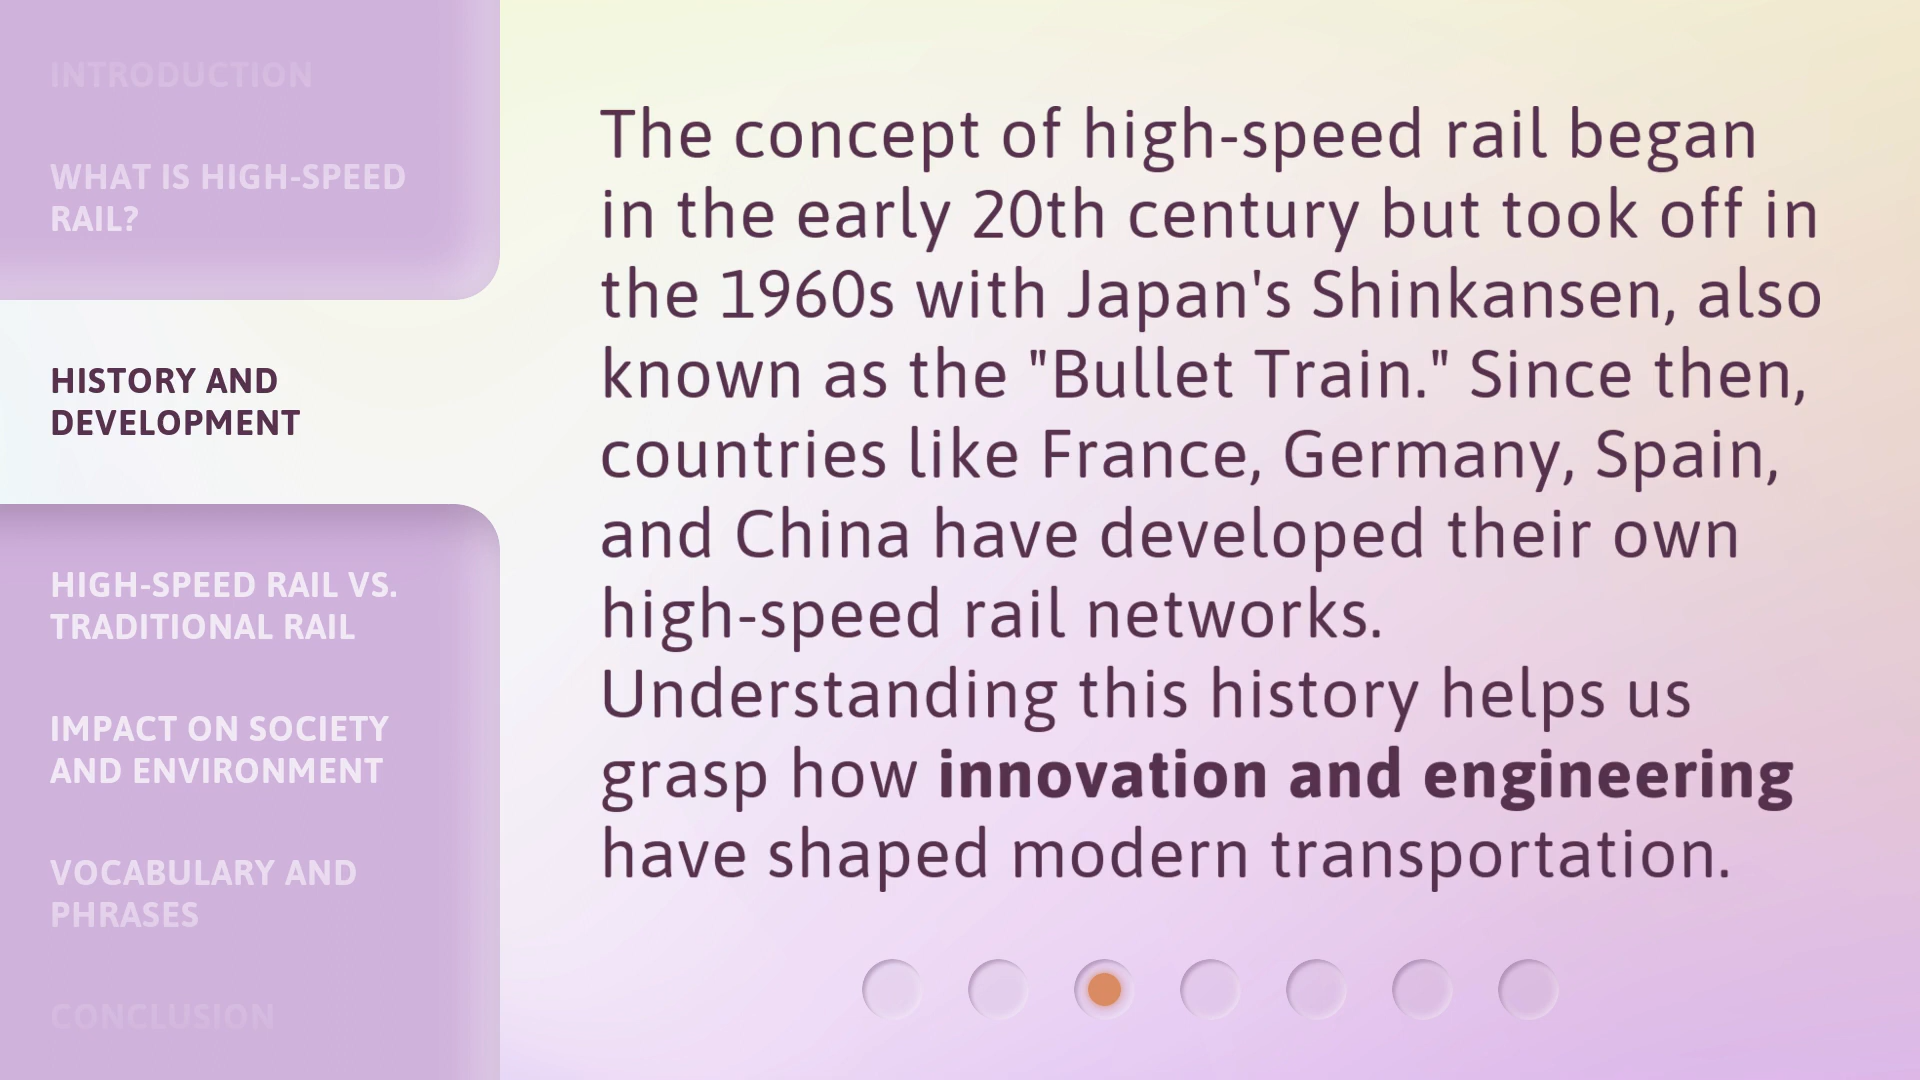 INTRODUCTION
WHAT IS HIGH-SPEED
RAIL?
HISTORY AND
DEVELOPMENT
HIGH-SPEED RAIL VS.
TRADITIONAL RAIL
IMPACT ON SOCIETY
AND ENVIRONMENT
VOCABULARY AND
PHRASES
CONCLUSION
The concept of high-speed rail began
in the early 20th century but took off in
the 1960s with Japan's Shinkansen, also
known as the "Bullet Train." Since then,
countries like France, Germany, Spain,
and China have developed their own
high-speed rail networks.
Understanding this history helps us
grasp how innovation and engineering
have shaped modern transportation.